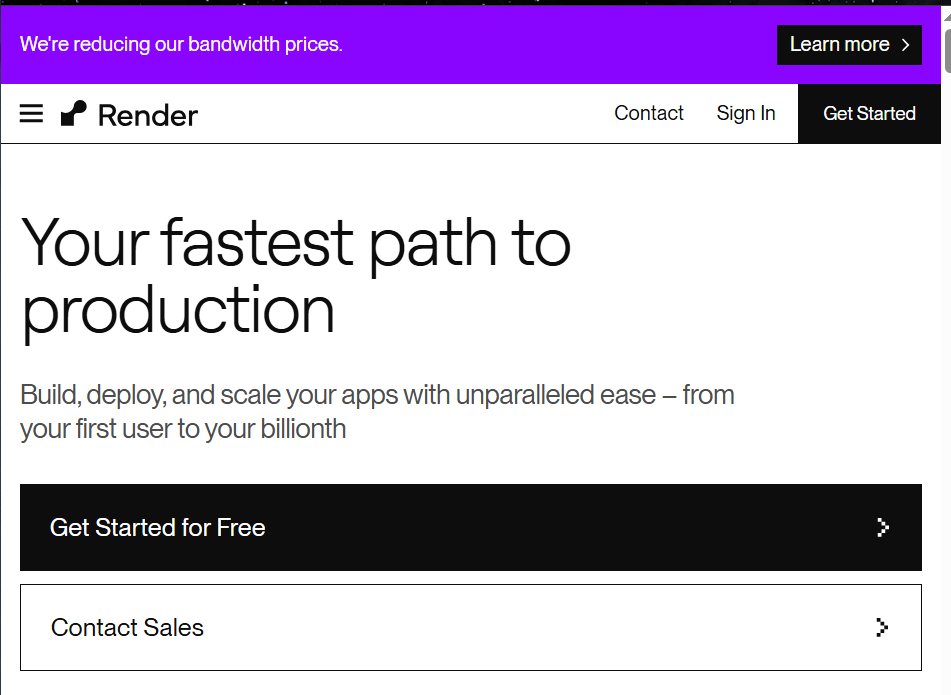 We're reducing our bandwidth prices.
Learn more
Render
Contact
Sign In
Get Started
Your fastest path to
production
Build, deploy, and scale your apps with unparalleled ease – from
your first user to your billionth
Get Started for Free
Contact Sales